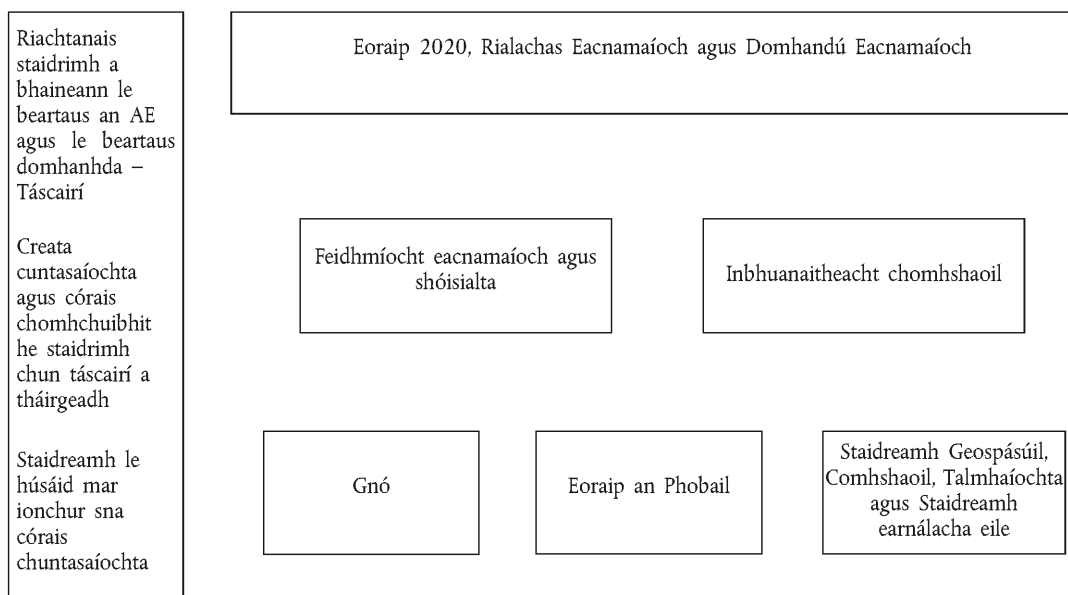 Riachtanais
staidrimh a
bhaineann le
beartaus an AE
agus le beartaus
domhanhda –
Táscairí
Eoraip 2020, Rialachas Eacnamaíoch agus Domhandú Eacnamaíoch
Creata
cuntasaíochta
agus córais
chomhchuibhit
he staidrimh
chun táscairí a
tháirgeadh
Feidhmíocht eacnamaíoch agus
shóisialta
Inbhuanaitheacht chomhshaoil
Staidreamh le
húsáid mar
ionchur sna
córais
chuntasaíochta
Gnó
Eoraip an Phobail
Staidreamh Geospásúil,
Comhshaoil, Talmhaíochta
agus Staidreamh
earnálacha eile